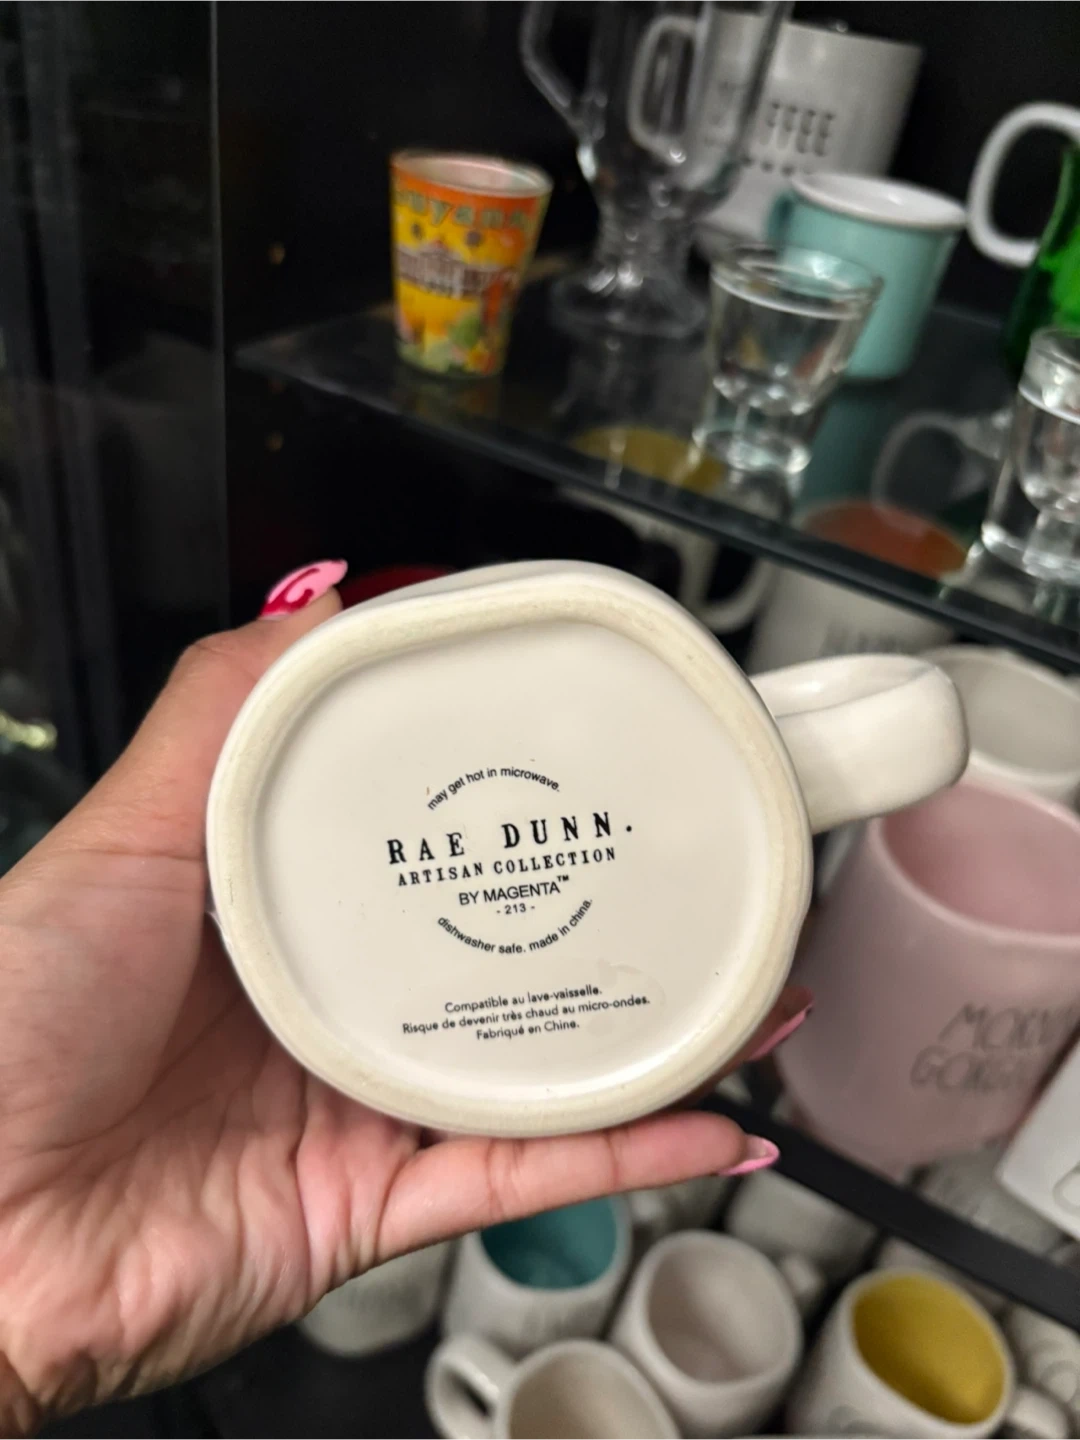 may get hot in microwave.
RAE DUNN.
ARTISAN COLLECTION
BY MAGENTA™
- 213 -
dishwasher safe. made in china.
Compatible au lave-vaisselle.
Risque de devenir très chaud au micro-ondes.
Fabriqué en Chine.